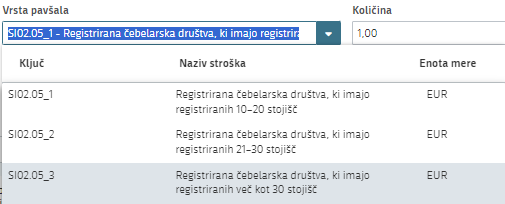 Vrsta pavšala
Količina
SI02.05_1 - Registrirana čebelarska društva, ki imajo registrira
1,00
Ključ
Naziv stroška
Enota mere
SI02.05_1
Registrirana čebelarska društva, ki imajo
EUR
registriranih 10–20 stojišč
SI02.05_2
Registrirana čebelarska društva, ki imajo
EUR
registriranih 21–30 stojišč
SI02.05_3
Registrirana čebelarska društva, ki imajo
EUR
registriranih več kot 30 stojišč